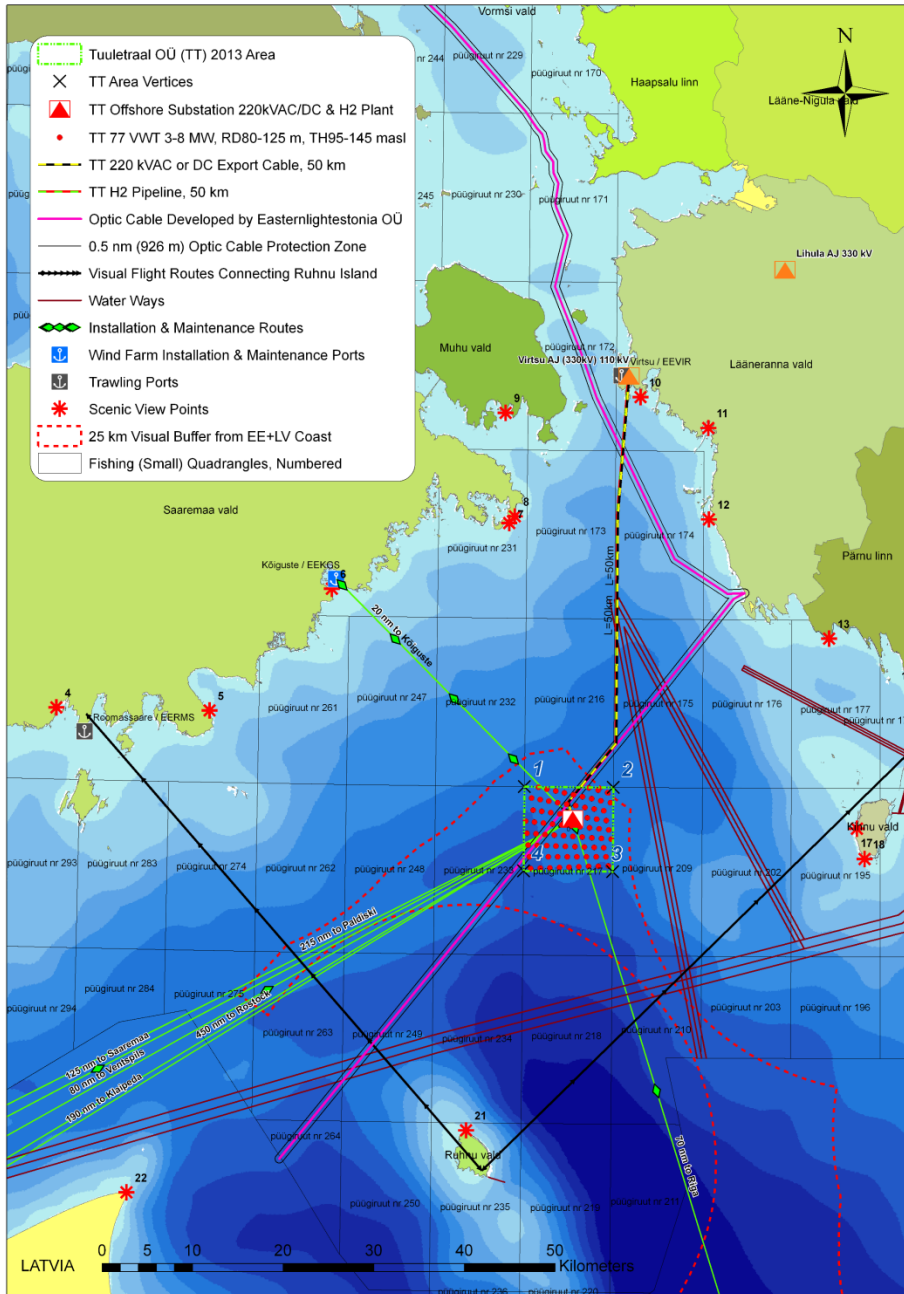 Vormsi vald
püügiruut nr 229
nr 244
püügiruut nr 170
Haapsalu linn
N
Lääne-Nigula vald
Tuuletraal OÜ (TT) 2013 Area
TT Area Vertices
TT Offshore Substation 220kVAC/DC & H2 Plant
TT 77 VWT 3-8 MW, RD80-125 m, TH95-145 masl
TT 220 kVAC or DC Export Cable, 50 km
TT H2 Pipeline, 50 km
Optic Cable Developed by Easternlightestonia OÜ
0.5 nm (926 m) Optic Cable Protection Zone
Visual Flight Routes Connecting Ruhnu Island
Water Ways
Installation & Maintenance Routes
Wind Farm Installation & Maintenance Ports
Trawling Ports
Scenic View Points
25 km Visual Buffer from EE+LV Coast
Fishing (Small) Quadrangles, Numbered
245
püügiruut nr 230
püügiruut nr 171
Lihula AJ 330 kV
Muhu vald
püügiruut nr 172
Virtsu AJ (330kV) 110 kV
Virtsu / EEVIR
Lääneranna vald
9
10
11
Saaremaa vald
8
7
12
püügiruut nr 173
püügiruut nr 174
püügiruut nr 231
Pärnu linn
Kõiguste / EEKGS
6
L=50km
L=50km
20 nm to Kõiguste
13
4
5
Roomassaare / EERMS
püügiruut nr 261
püügiruut nr 247
püügiruut nr 232
püügiruut nr 216
püügiruut nr 175
püügiruut nr 176
püügiruut nr 177
1
2
Kihnu vald
17
18
püügiruut nr 293
püügiruut nr 283
püügiruut nr 274
püügiruut nr 262
püügiruut nr 248
püügiruut nr 233
4
3
püügiruut nr 217
püügiruut nr 209
püügiruut nr 202
püügiruut nr 195
215 nm to Paldiski
püügiruut nr 294
püügiruut nr 284
püügiruut nr 275
450 nm to Rostock
püügiruut nr 263
püügiruut nr 249
püügiruut nr 234
püügiruut nr 218
püügiruut nr 210
püügiruut nr 203
püügiruut nr 196
125 nm to Saaremaa
80 nm to Ventspils
190 nm to Klaipeda
21
püügiruut nr 264
Ruhnu vald
70 nm to Riga
22
püügiruut nr 250
püügiruut nr 235
püügiruut nr 219
püügiruut nr 211
LATVIA
0 5 10 20 30 40 50
Kilometers
püügiruut nr 236
püügiruut nr 220